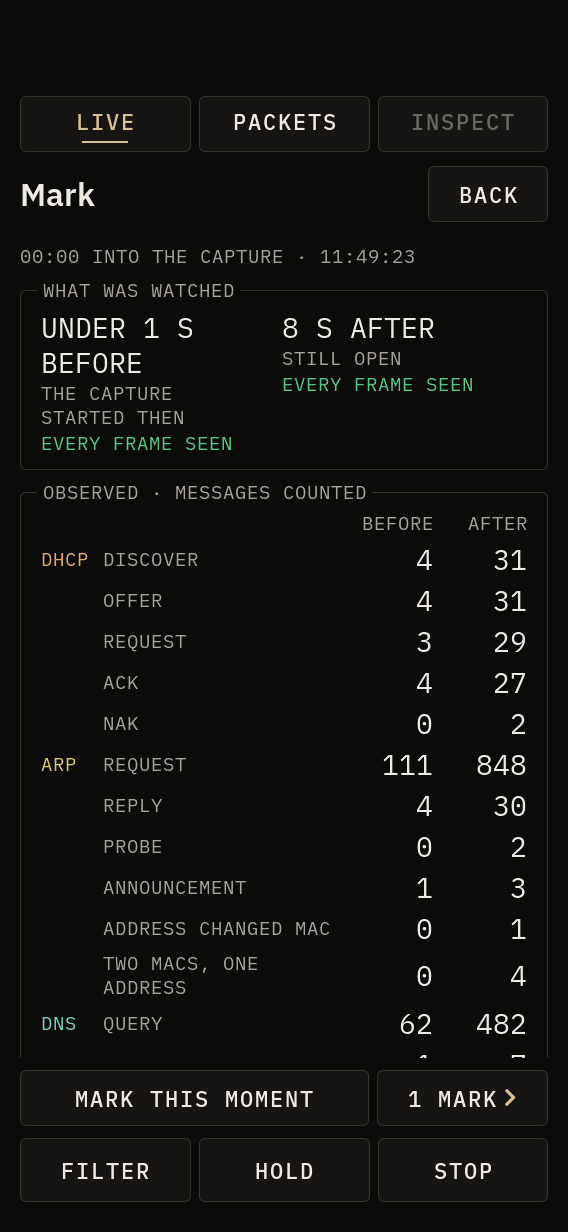 LIVE PACKETS INSPECT
Mark BACK
00:00 INTO THE CAPTURE · 11:49:23
WHAT WAS WATCHED
UNDER 1 S
BEFORE
THE CAPTURE
STARTED THEN
EVERY FRAME SEEN
8 S AFTER
STILL OPEN
EVERY FRAME SEEN
OBSERVED · MESSAGES COUNTED
BEFORE AFTER
DHCP DISCOVER 4 31
OFFER 4 31
REQUEST 3 29
ACK 4 27
NAK 0 2
ARP REQUEST 111 848
REPLY 4 30
PROBE 0 2
ANNOUNCEMENT 1 3
ADDRESS CHANGED MAC 0 1
TWO MACS, ONE
ADDRESS 0 4
DNS QUERY 62 482
MARK THIS MOMENT 1 MARK
FILTER HOLD STOP